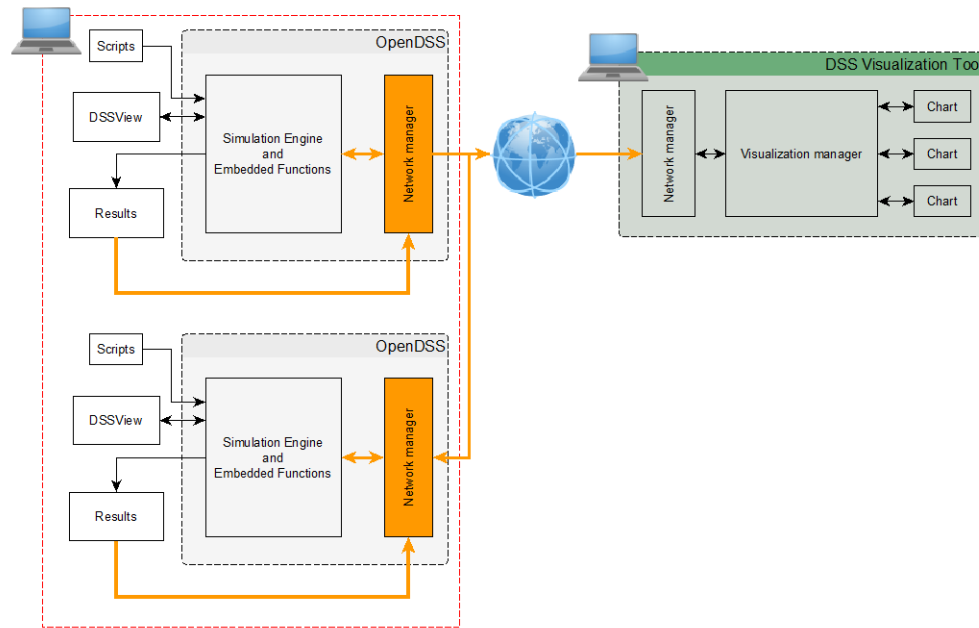 OpenDSS
Scripts
DSSView
Simulation Engine
and
Embedded Functions
Network manager
Results
DSS Visualization Too
Network manager
Visualization manager
Chart
Chart
Chart
OpenDSS
Scripts
DSSView
Simulation Engine
and
Embedded Functions
Network manager
Results